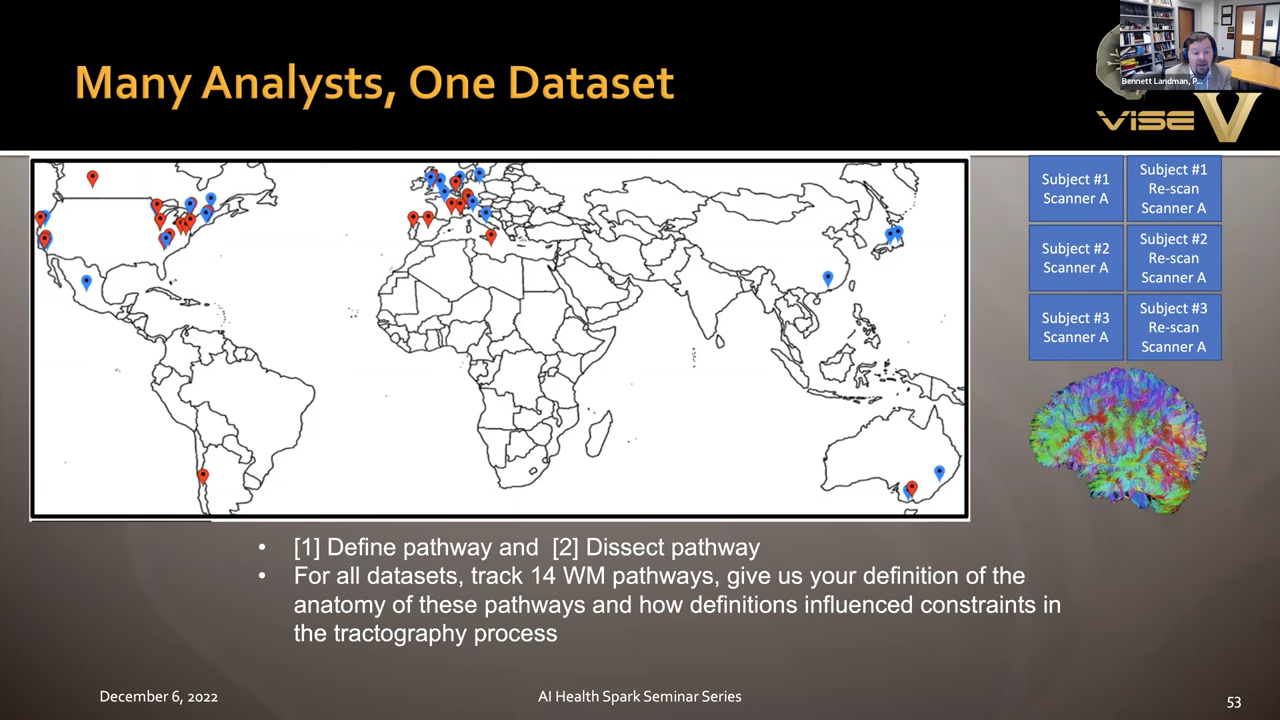 Many Analysts, One Dataset
Bennett Landman, P...
VISE V
Subject #1
Scanner A
Subject #1
Re-scan
Scanner A
Subject #2
Scanner A
Subject #2
Re-scan
Scanner A
Subject #3
Scanner A
Subject #3
Re-scan
Scanner A
• [1] Define pathway and [2] Dissect pathway
• For all datasets, track 14 WM pathways, give us your definition of the
anatomy of these pathways and how definitions influenced constraints in
the tractography process
December 6, 2022
AI Health Spark Seminar Series
53